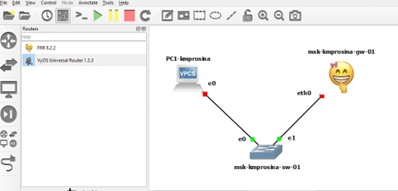 File Edit View Control Node Annotate Tools Help
Routers
Filter
FRR 8.2.2
VyOS Universal Router 1.3.3
PC1-kmprosina
msk-kmprosina-gw-01
VPCS
e0
eth0
e0
e1
msk-kmprosina-sw-01